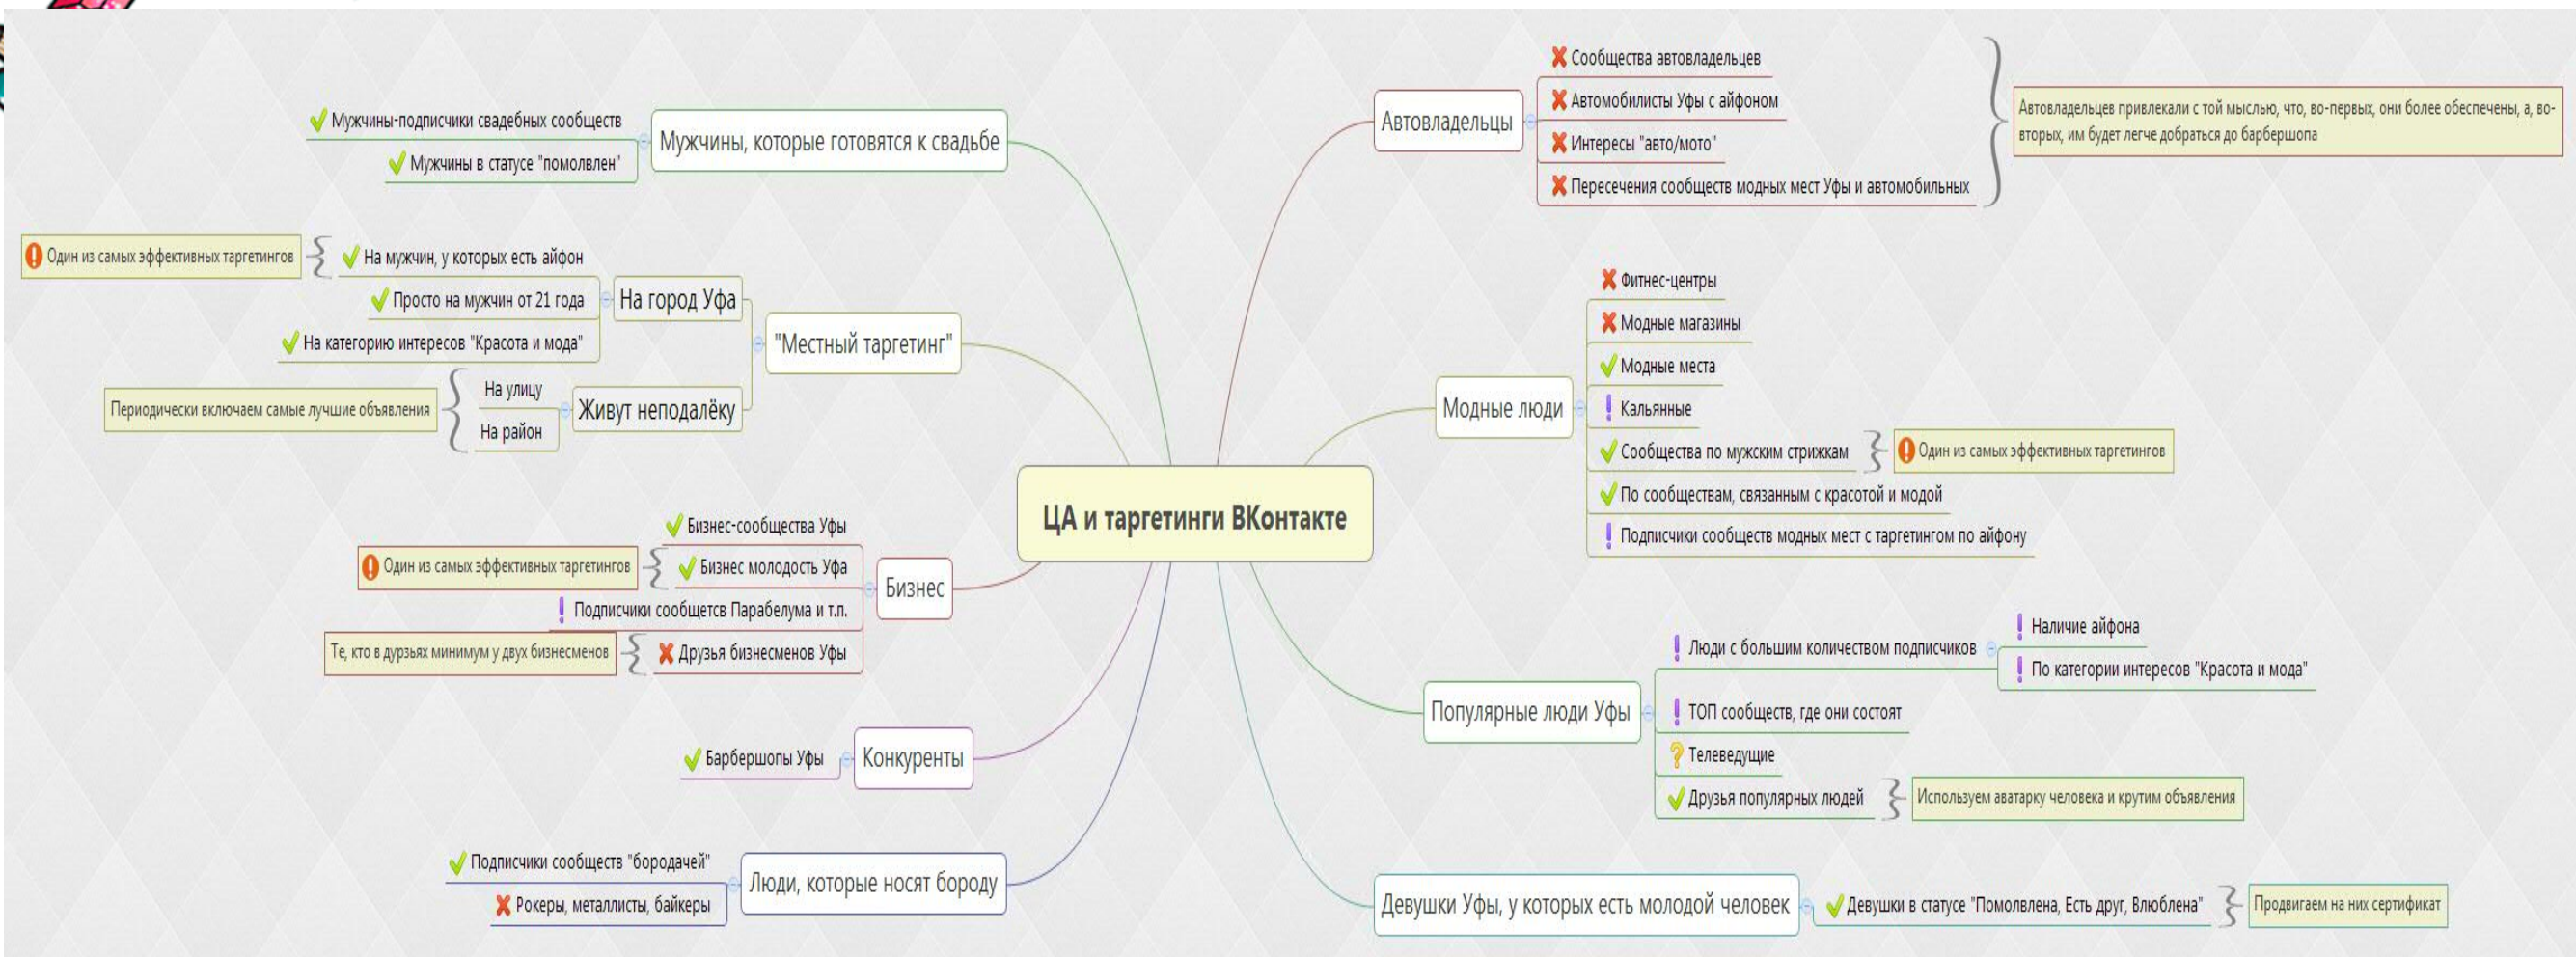 ЦА и таргетинги ВКонтакте
Мужчины, которые готовятся к свадьбе
Мужчины-подписчики свадебных сообществ
Мужчины в статусе "помолвлен"
"Местный таргетинг"
На город Уфа
На мужчин, у которых есть айфон
Один из самых эффективных таргетингов
Просто на мужчин от 21 года
На категорию интересов "Красота и мода"
Живут неподалёку
На улицу
На район
Периодически включаем самые лучшие объявления
Бизнес
Бизнес-сообщества Уфы
Бизнес молодость Уфа
Один из самых эффективных таргетингов
Подписчики сообщетсв Парабелума и т.п.
Друзья бизнесменов Уфы
Те, кто в дурзьях минимум у двух бизнесменов
Конкуренты
Барбершопы Уфы
Люди, которые носят бороду
Подписчики сообществ "бородачей"
Рокеры, металлисты, байкеры
Автовладельцы
Сообщества автовладельцев
Автомобилисты Уфы с айфоном
Интересы "авто/мото"
Пересечения сообществ модных мест Уфы и автомобильных
Автовладельцев привлекали с той мыслью, что, во-первых, они более обеспечены, а, во-
вторых, им будет легче добраться до барбершопа
Модные люди
Фитнес-центры
Модные магазины
Модные места
Кальянные
Сообщества по мужским стрижкам
Один из самых эффективных таргетингов
По сообществам, связанным с красотой и модой
Подписчики сообществ модных мест с таргетингом по айфону
Популярные люди Уфы
Люди с большим количеством подписчиков
Наличие айфона
По категории интересов "Красота и мода"
ТОП сообществ, где они состоят
Телеведущие
Друзья популярных людей
Используем аватарку человека и крутим объявления
Девушки Уфы, у которых есть молодой человек
Девушки в статусе "Помолвлена, Есть друг, Влюблена"
Продвигаем на них сертификат